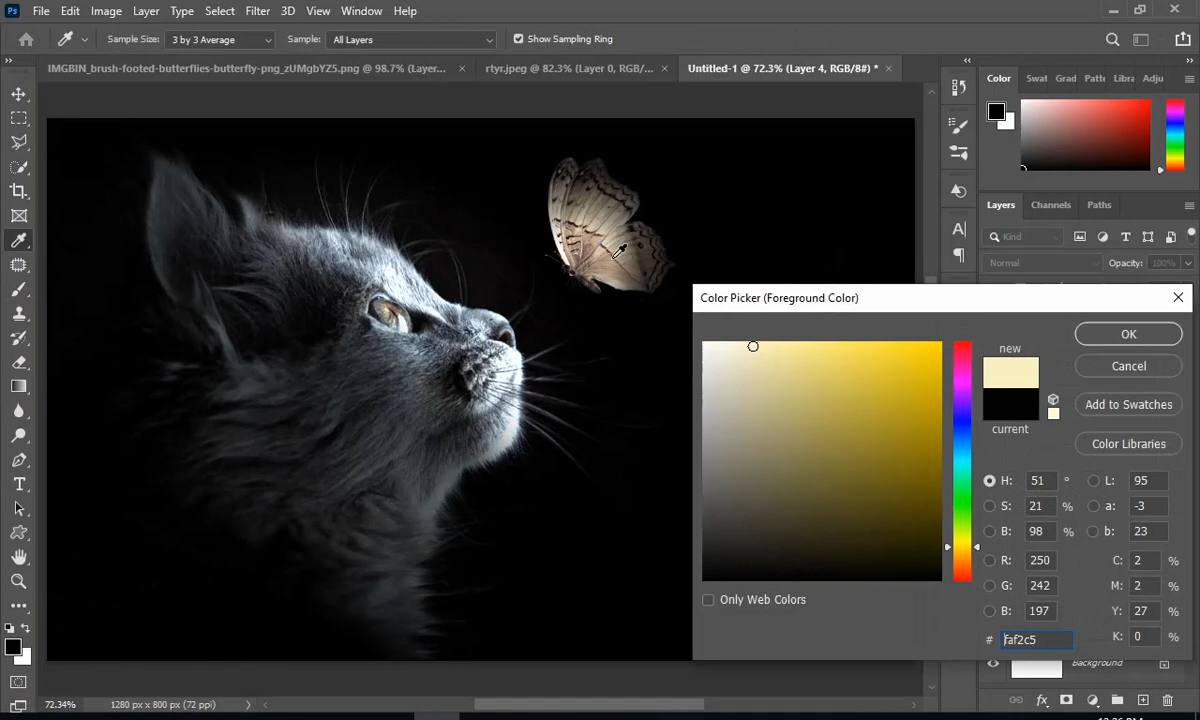 Ps File Edit Image Layer Type Select Filter 3D View Window Help
Sample Size: 3 by 3 Average Sample: All Layers Show Sampling Ring
IMGBIN_brush-footed-butterflies-butterfly-png_zUMgbYZ5.png @ 98.7% (Layer... × rtyr.jpeg @ 82.3% (Layer 0, RGB/... × Untitled-1 @ 72.3% (Layer 4, RGB/8#) * ×
Color Swat Grad Patt Libra Adju
Layers Channels Paths
Kind
Normal Opacity: 100%
Color Picker (Foreground Color)
new
current
OK
Cancel
Add to Swatches
Color Libraries
H: 51 ° L: 95
S: 21 % a: -3
B: 98 % b: 23
R: 250 C: 2 %
G: 242 M: 2 %
B: 197 Y: 27 %
# faf2c5 K: 0 %
Only Web Colors
Background
72.34% 1280 px x 800 px (72 ppi)